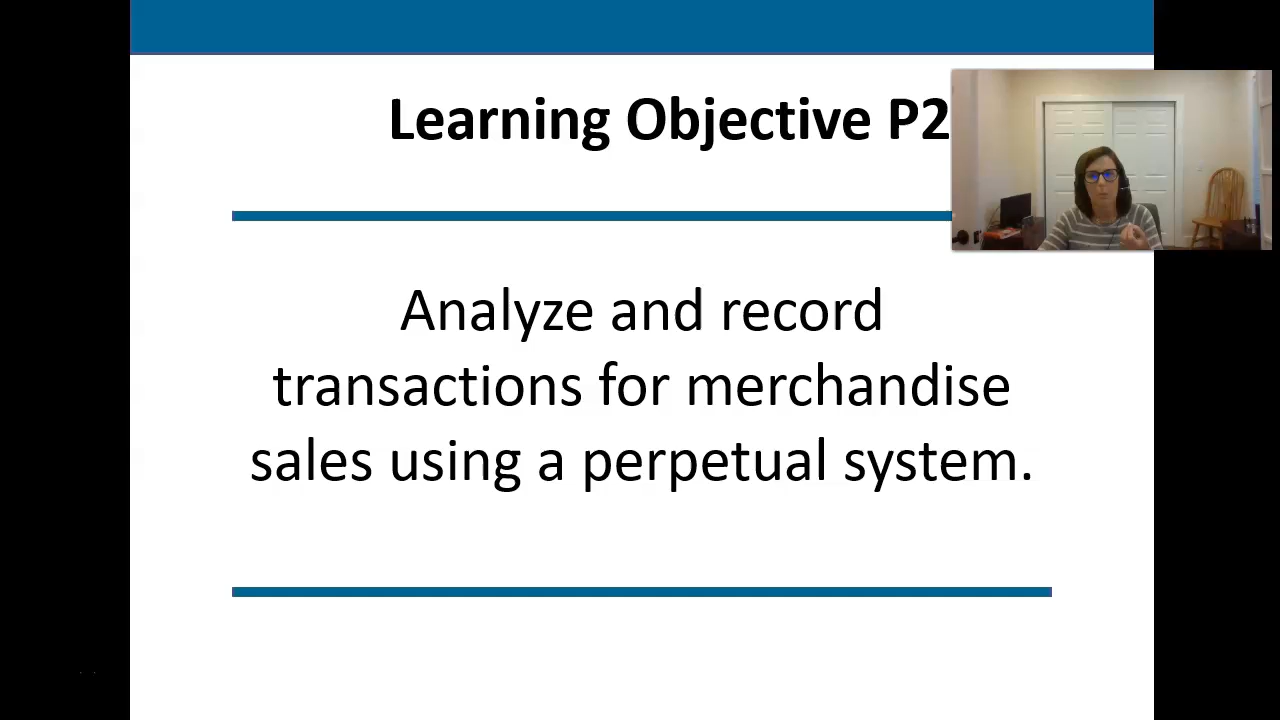 Learning Objective P2
Analyze and record
transactions for merchandise
sales using a perpetual system.